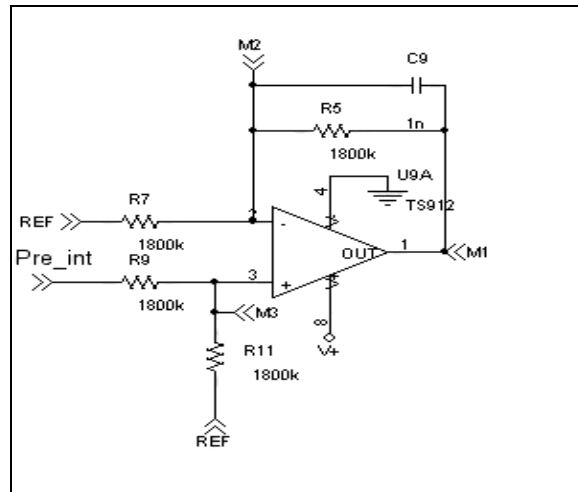 M2
C9
R5
1n
1800k
U9A
4
TS912
R7
REF
2
-
1800k
OUT
1
M1
Pre_int
R9
3
+
1800k
M3
8
R11
V+
1800k
REF